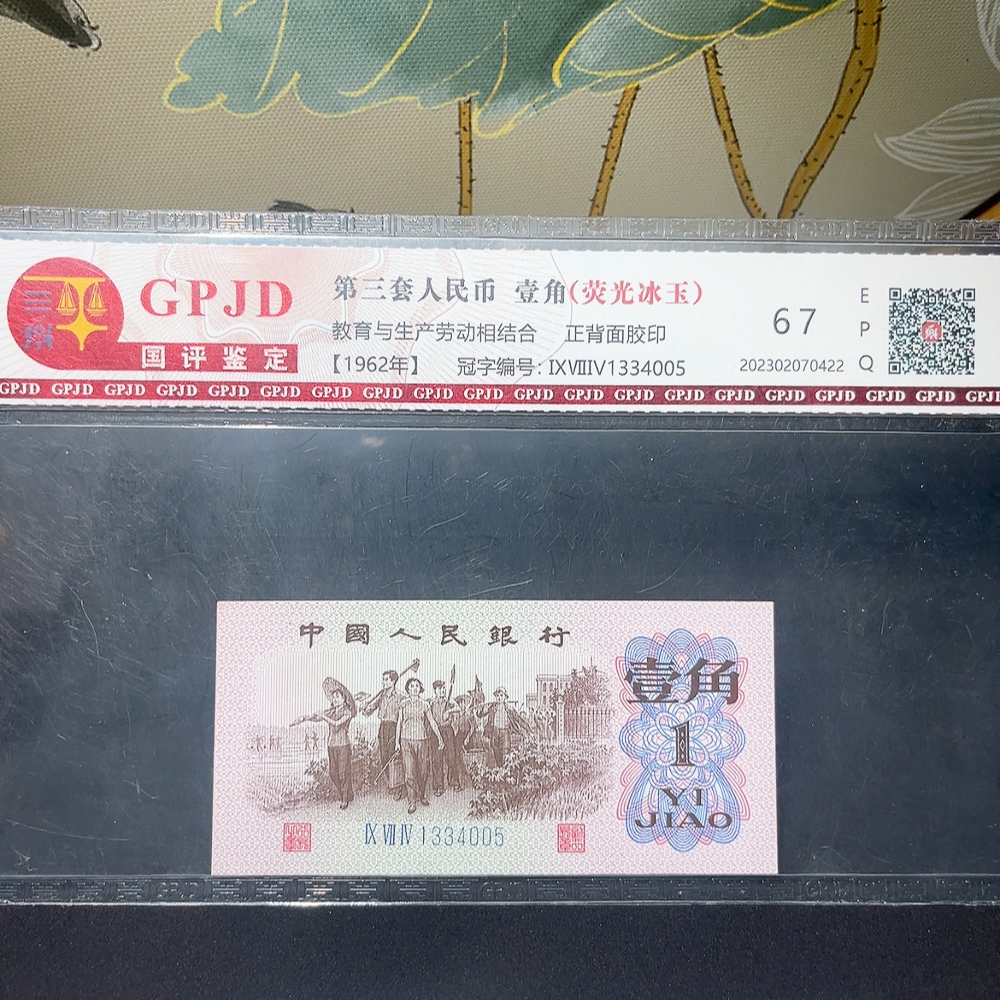 GPJD
国评鉴定
第三套人民币 壹角(荧光冰玉)
教育与生产劳动相结合 正背面胶印
【1962年】 冠字编号: IXVIIIV1334005
67
EPQ
202302070422
GPJD GPJD GPJD GPJD GPJD GPJD GPJD GPJD GPJD GPJD GPJD GPJD GPJD GPJD GPJD GPJD GPJD GPJD GPJD GPJD
中國人民銀行
壹角
1
YI
JIAO
IX VIII IV 1334005